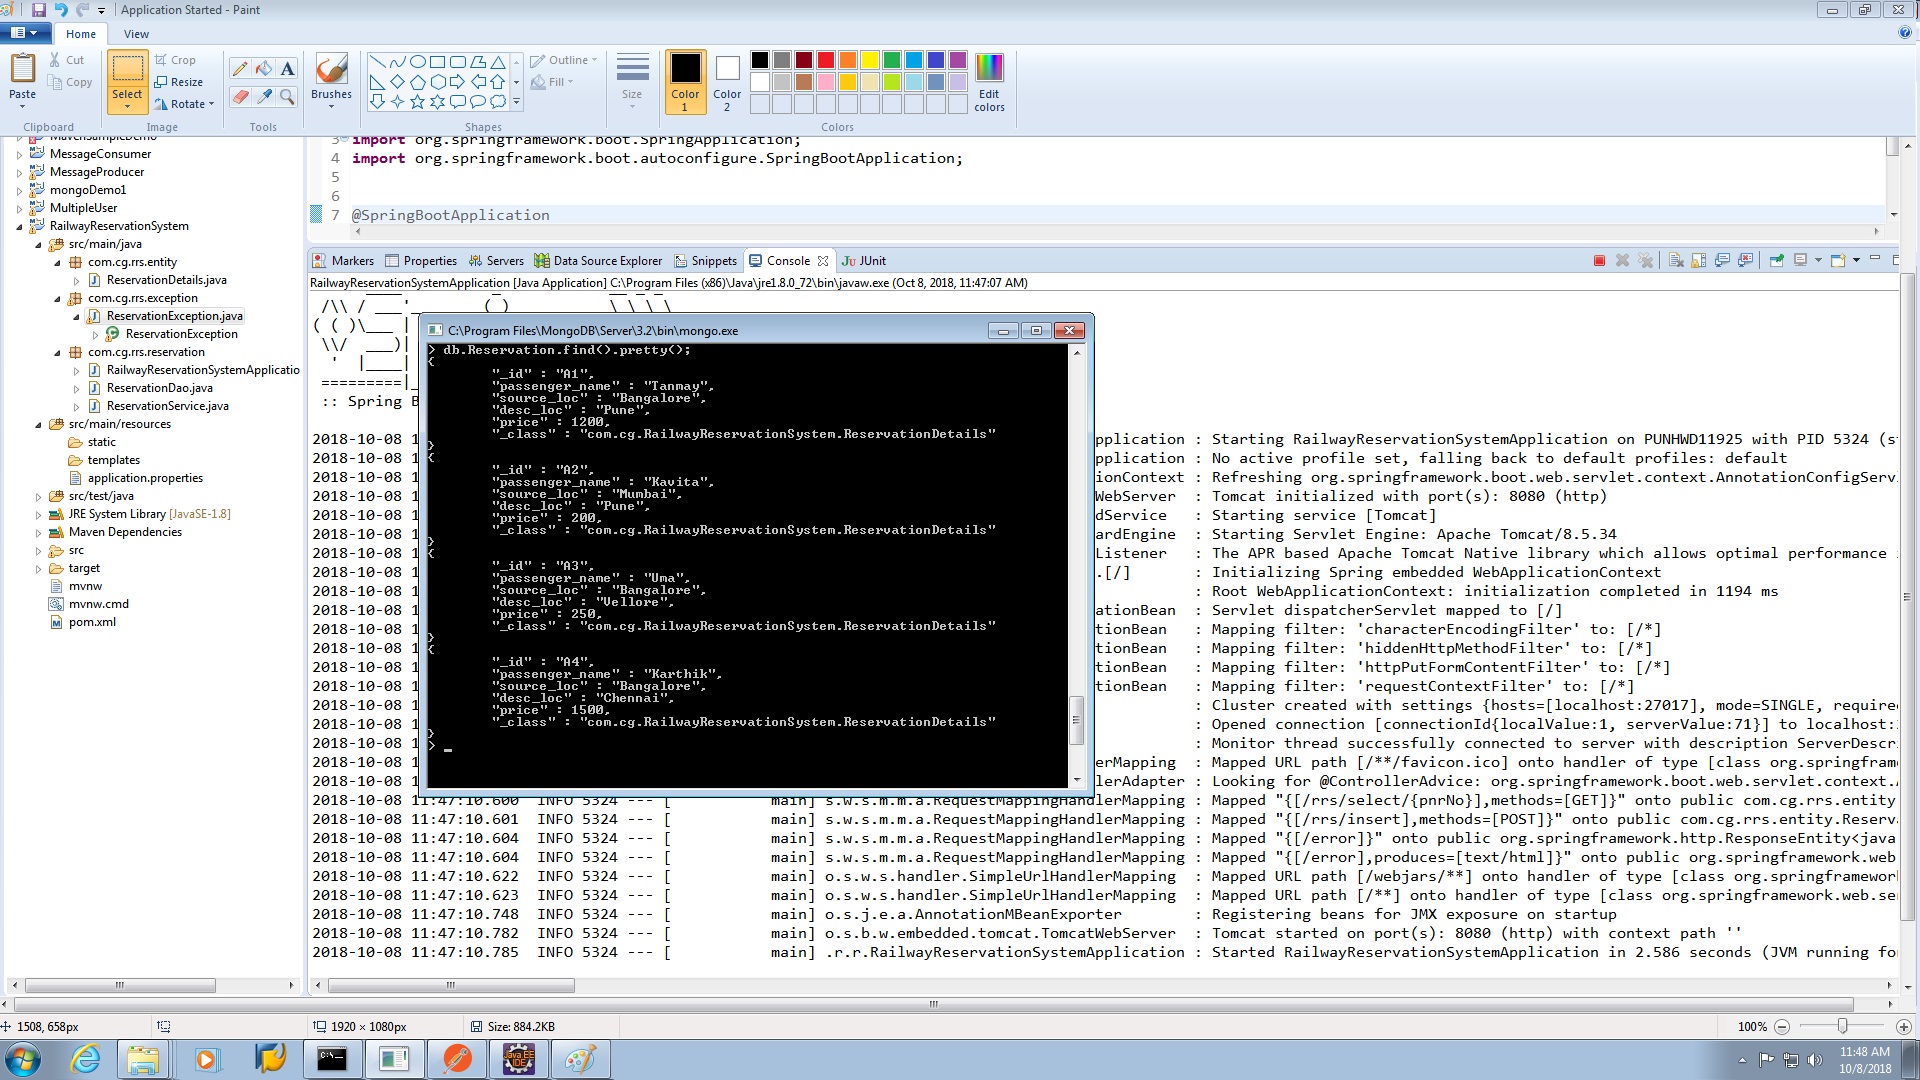 Application Started - Paint
Home
View
Paste
Cut
Copy
Clipboard
Select
Crop
Resize
Rotate
Image
Tools
Brushes
Shapes
Outline
Fill
Size
Color 1
Color 2
Colors
Edit colors
MavenSampleDemo
MessageConsumer
MessageProducer
mongoDemo1
MultipleUser
RailwayReservationSystem
src/main/java
com.cg.rrs.entity
ReservationDetails.java
com.cg.rrs.exception
ReservationException.java
ReservationException
com.cg.rrs.reservation
RailwayReservationSystemApplicatio
ReservationDao.java
ReservationService.java
src/main/resources
static
templates
application.properties
src/test/java
JRE System Library [JavaSE-1.8]
Maven Dependencies
src
target
mvnw
mvnw.cmd
pom.xml
3 import org.springframework.boot.SpringApplication;
4 import org.springframework.boot.autoconfigure.SpringBootApplication;
5
6
7 @SpringBootApplication
Markers Properties Servers Data Source Explorer Snippets Console JUnit
RailwayReservationSystemApplication [Java Application] C:\Program Files (x86)\Java\jre1.8.0_72\bin\javaw.exe (Oct 8, 2018, 11:47:07 AM)
:: Spring B
C:\Program Files\MongoDB\Server\3.2\bin\mongo.exe
> db.Reservation.find().pretty();
{
"_id" : "A1",
"passenger_name" : "Tanmay",
"source_loc" : "Bangalore",
"desc_loc" : "Pune",
"price" : 1200,
"_class" : "com.cg.RailwayReservationSystem.ReservationDetails"
}
{
"_id" : "A2",
"passenger_name" : "Kavita",
"source_loc" : "Mumbai",
"desc_loc" : "Pune",
"price" : 200,
"_class" : "com.cg.RailwayReservationSystem.ReservationDetails"
}
{
"_id" : "A3",
"passenger_name" : "Uma",
"source_loc" : "Bangalore",
"desc_loc" : "Vellore",
"price" : 250,
"_class" : "com.cg.RailwayReservationSystem.ReservationDetails"
}
{
"_id" : "A4",
"passenger_name" : "Karthik",
"source_loc" : "Bangalore",
"desc_loc" : "Chennai",
"price" : 1500,
"_class" : "com.cg.RailwayReservationSystem.ReservationDetails"
}
> _
2018-10-08 1 pplication : Starting RailwayReservationSystemApplication on PUNHWD11925 with PID 5324 (s
2018-10-08 1 pplication : No active profile set, falling back to default profiles: default
2018-10-08 1 ionContext : Refreshing org.springframework.boot.web.servlet.context.AnnotationConfigServ
2018-10-08 1 WebServer : Tomcat initialized with port(s): 8080 (http)
2018-10-08 1 dService : Starting service [Tomcat]
2018-10-08 1 ardEngine : Starting Servlet Engine: Apache Tomcat/8.5.34
2018-10-08 1 Listener : The APR based Apache Tomcat Native library which allows optimal performance
2018-10-08 1 .[/] : Initializing Spring embedded WebApplicationContext
2018-10-08 1 : Root WebApplicationContext: initialization completed in 1194 ms
2018-10-08 1 ationBean : Servlet dispatcherServlet mapped to [/]
2018-10-08 1 tionBean : Mapping filter: 'characterEncodingFilter' to: [/*]
2018-10-08 1 tionBean : Mapping filter: 'hiddenHttpMethodFilter' to: [/*]
2018-10-08 1 tionBean : Mapping filter: 'httpPutFormContentFilter' to: [/*]
2018-10-08 1 tionBean : Mapping filter: 'requestContextFilter' to: [/*]
2018-10-08 1 : Cluster created with settings {hosts=[localhost:27017], mode=SINGLE, require
2018-10-08 1 : Opened connection [connectionId{localValue:1, serverValue:71}] to localhost:
2018-10-08 1 : Monitor thread successfully connected to server with description ServerDescr
2018-10-08 1 erMapping : Mapped URL path [/**/favicon.ico] onto handler of type [class org.springfram
2018-10-08 1 lerAdapter : Looking for @ControllerAdvice: org.springframework.boot.web.servlet.context.
2018-10-08 11:47:10.600 INFO 5324 --- [ main] s.w.s.m.m.a.RequestMappingHandlerMapping : Mapped "{[/rrs/select/{pnrNo}],methods=[GET]}" onto public com.cg.rrs.entity
2018-10-08 11:47:10.601 INFO 5324 --- [ main] s.w.s.m.m.a.RequestMappingHandlerMapping : Mapped "{[/rrs/insert],methods=[POST]}" onto public com.cg.rrs.entity.Reserv
2018-10-08 11:47:10.604 INFO 5324 --- [ main] s.w.s.m.m.a.RequestMappingHandlerMapping : Mapped "{[/error]}" onto public org.springframework.http.ResponseEntity<java
2018-10-08 11:47:10.604 INFO 5324 --- [ main] s.w.s.m.m.a.RequestMappingHandlerMapping : Mapped "{[/error],produces=[text/html]}" onto public org.springframework.web
2018-10-08 11:47:10.622 INFO 5324 --- [ main] o.s.w.s.handler.SimpleUrlHandlerMapping : Mapped URL path [/webjars/**] onto handler of type [class org.springframewor
2018-10-08 11:47:10.623 INFO 5324 --- [ main] o.s.w.s.handler.SimpleUrlHandlerMapping : Mapped URL path [/**] onto handler of type [class org.springframework.web.se
2018-10-08 11:47:10.748 INFO 5324 --- [ main] o.s.j.e.a.AnnotationMBeanExporter : Registering beans for JMX exposure on startup
2018-10-08 11:47:10.782 INFO 5324 --- [ main] o.s.b.w.embedded.tomcat.TomcatWebServer : Tomcat started on port(s): 8080 (http) with context path ''
2018-10-08 11:47:10.785 INFO 5324 --- [ main] .r.r.RailwayReservationSystemApplication : Started RailwayReservationSystemApplication in 2.586 seconds (JVM running fo
1508, 658px
1920 × 1080px
Size: 884.2KB
100%
Java EE IDE
11:48 AM
10/8/2018